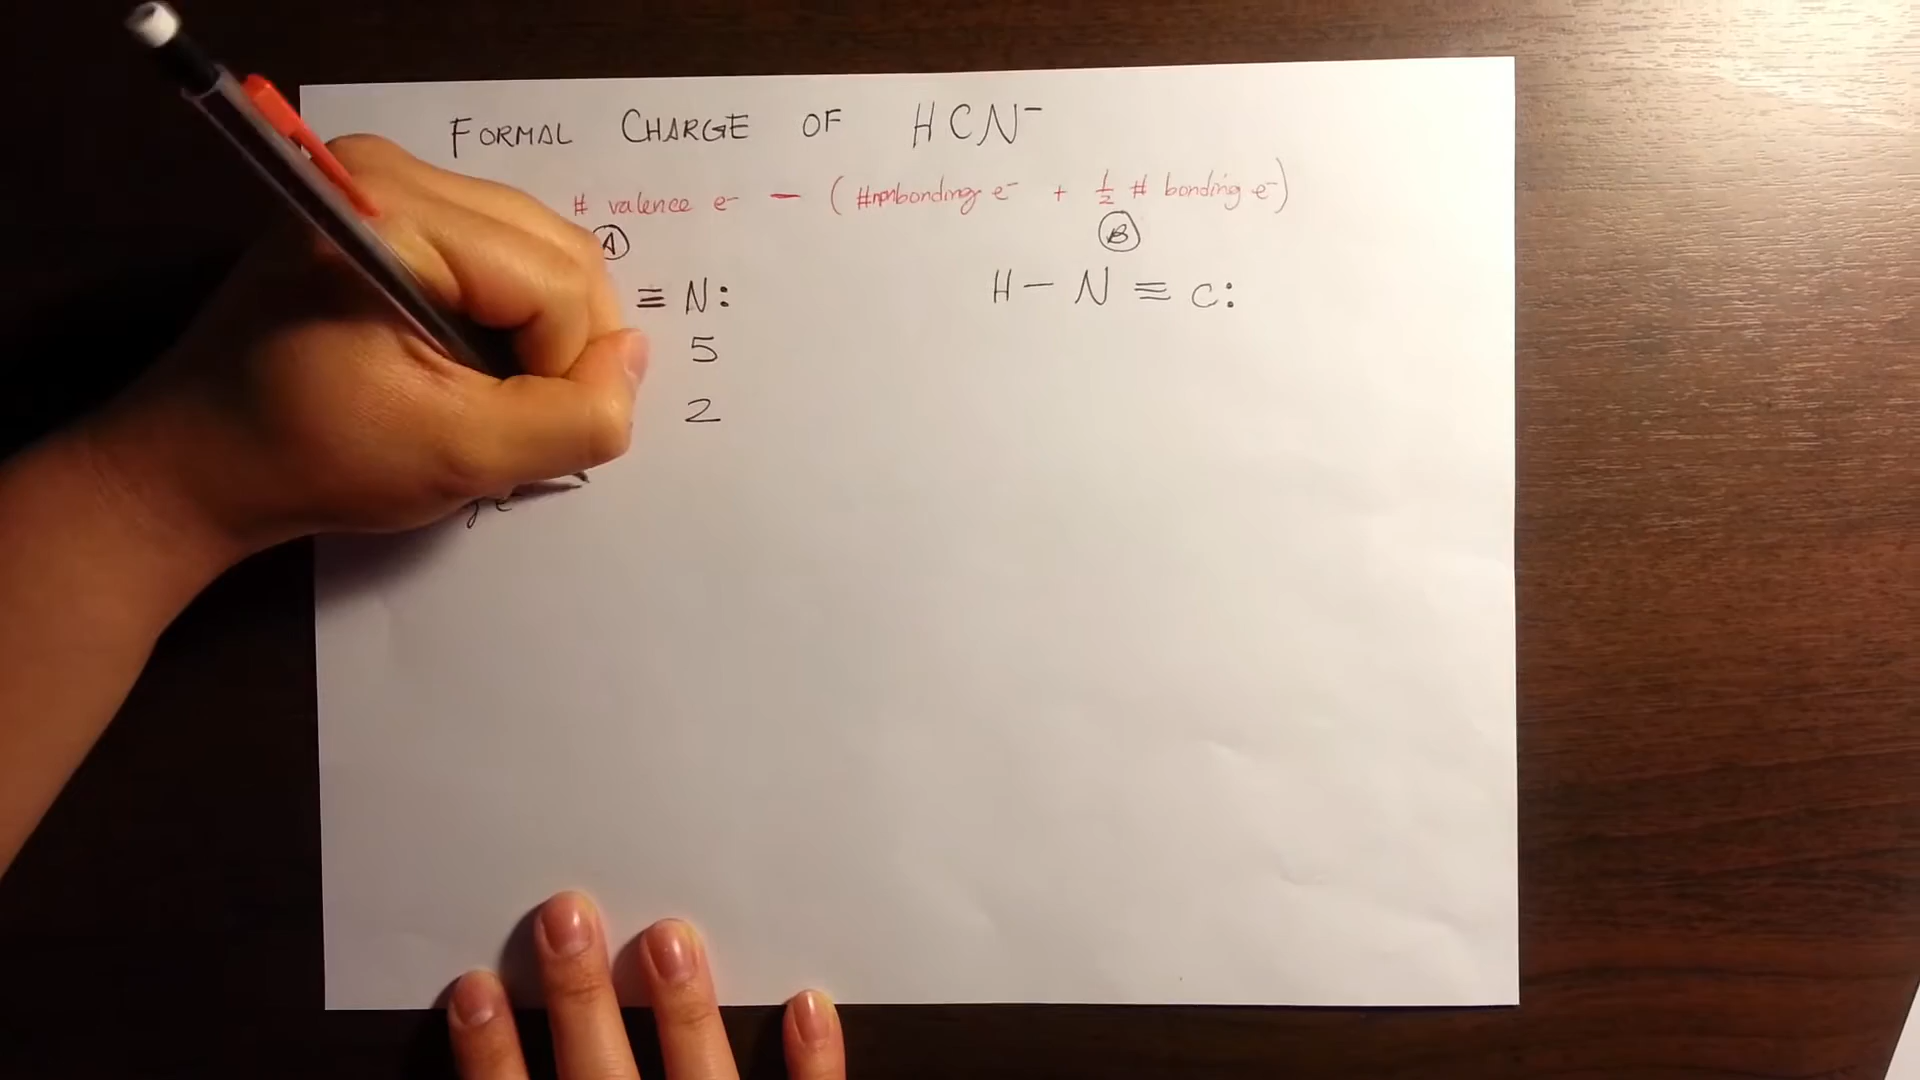 FORMAL CHARGE OF HCN⁻
# valence e⁻ − (#nonbonding e⁻ + 1/2 # bonding e⁻)
A B
≡ N: H − N ≡ C:
5
2
e